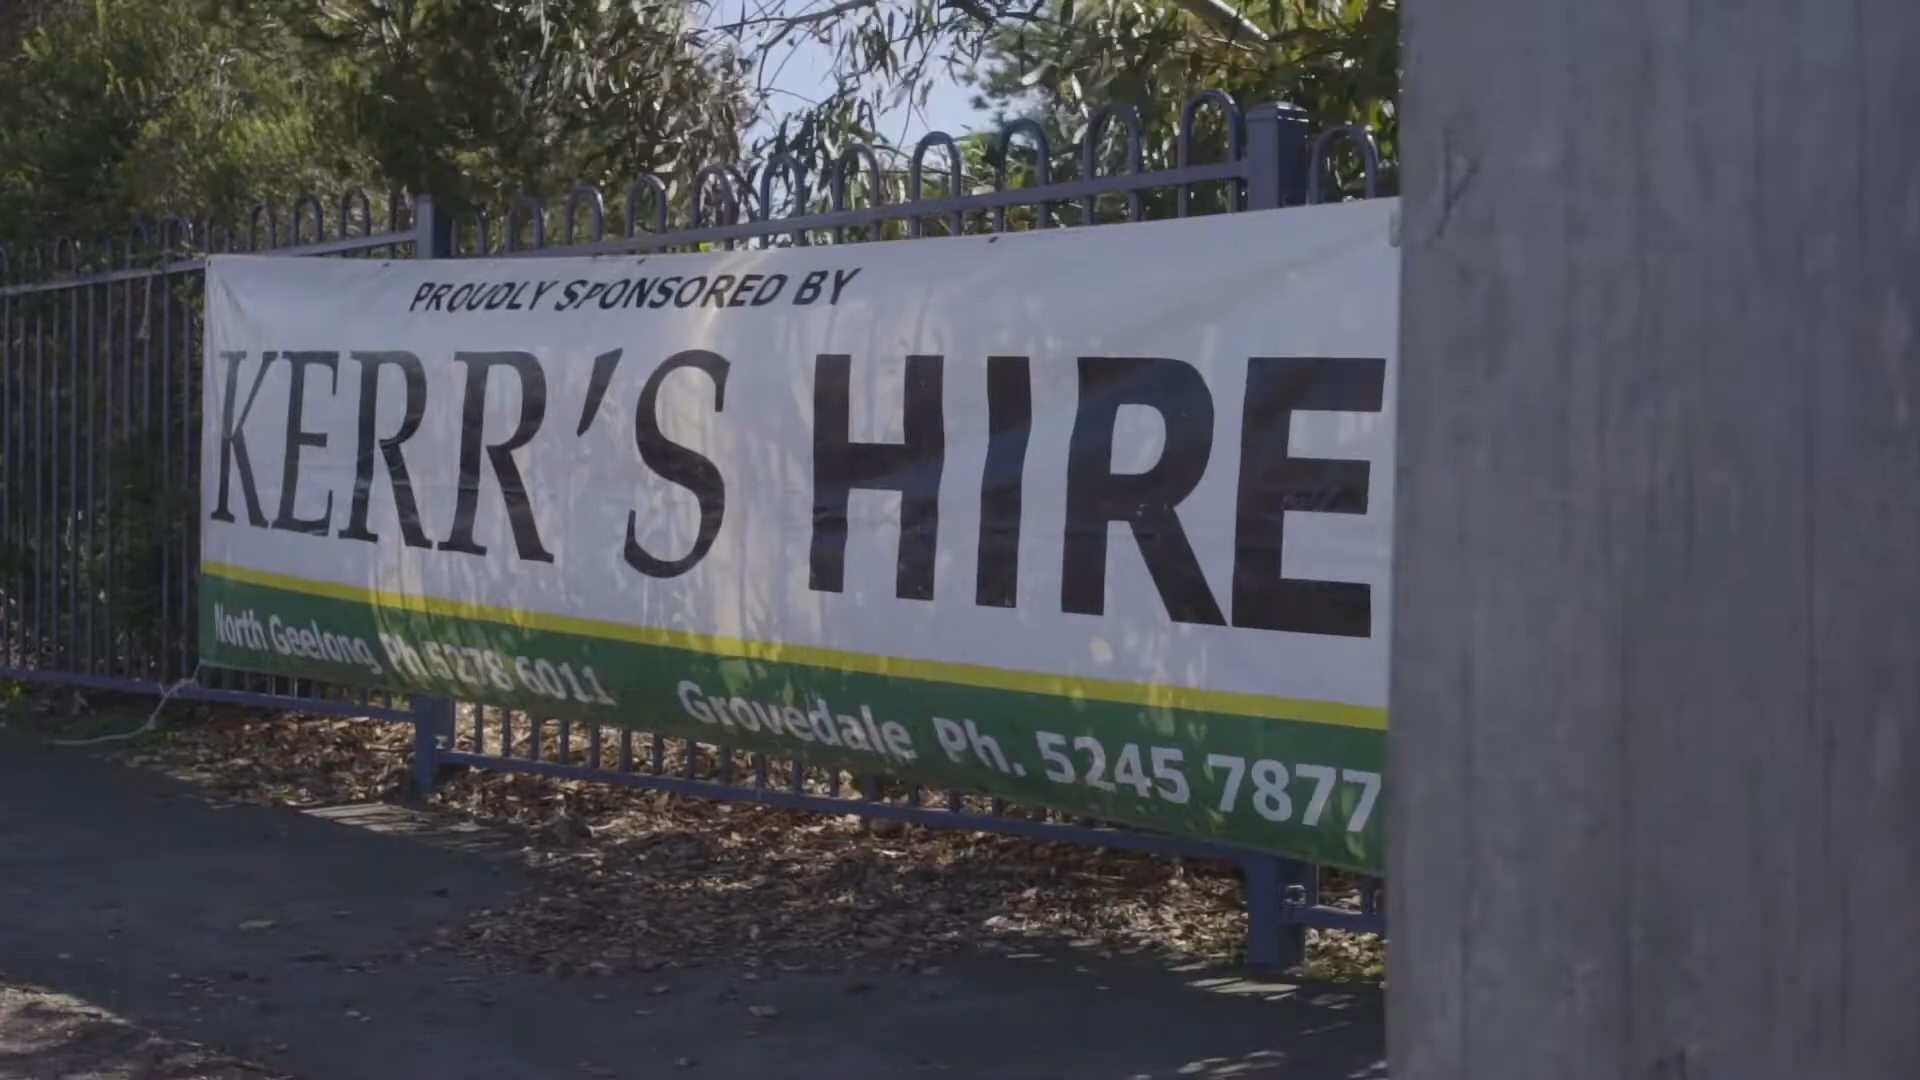 PROUDLY SPONSORED BY
KERR'S HIRE
North Geelong Ph 5278 6011 Grovedale Ph. 5245 7877